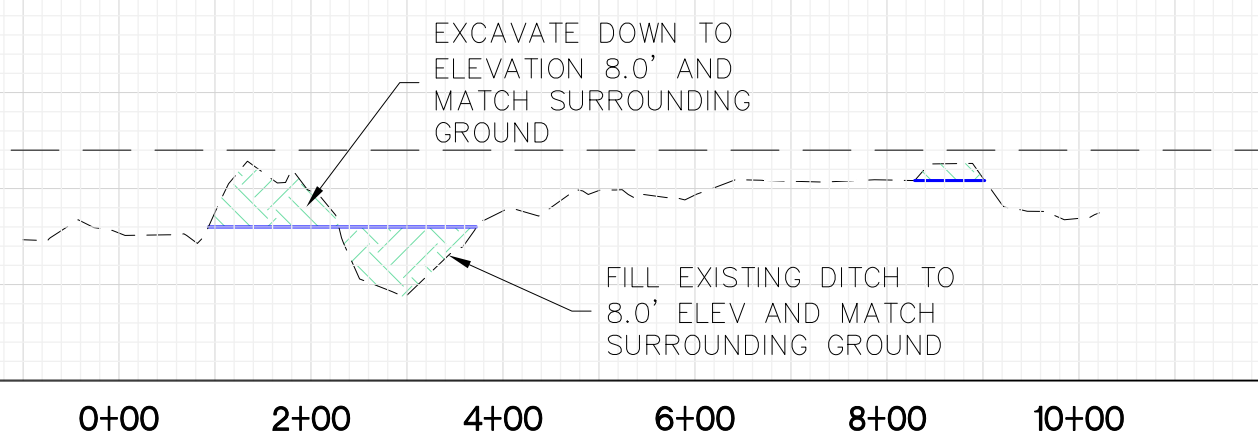 EXCAVATE DOWN TO
ELEVATION 8.0' AND
MATCH SURROUNDING
GROUND
FILL EXISTING DITCH TO
8.0' ELEV AND MATCH
SURROUNDING GROUND
0+00 2+00 4+00 6+00 8+00 10+00